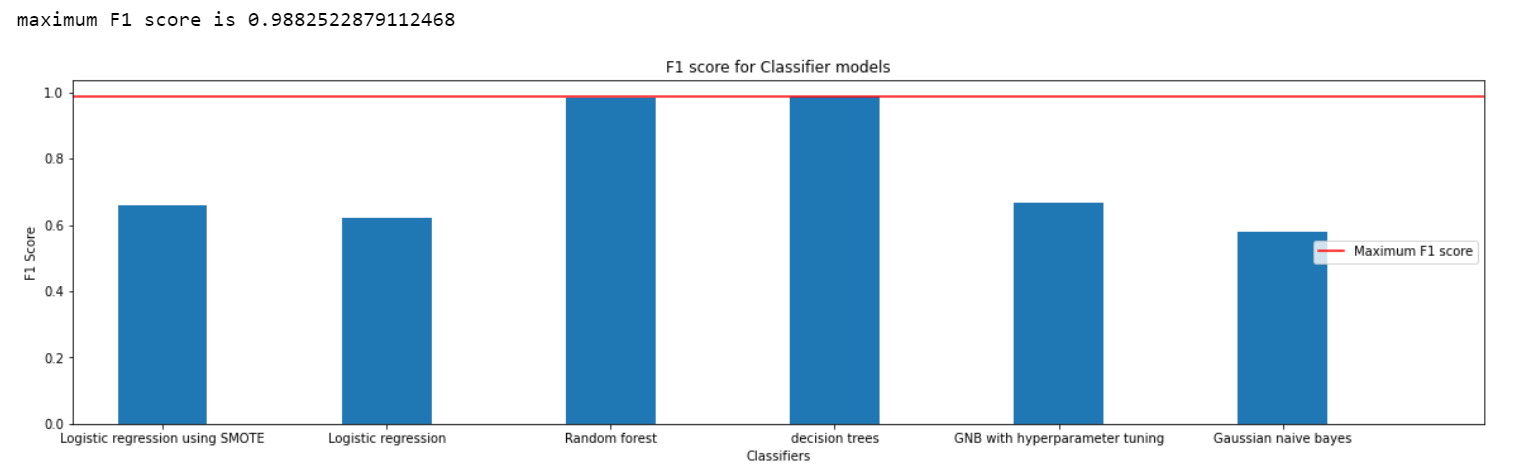 maximum F1 score is 0.9882522879112468
F1 score for Classifier models
1.0
0.8
0.6
0.4
0.2
0.0
F1 Score
Maximum F1 score
Logistic regression using SMOTE
Logistic regression
Random forest
decision trees
GNB with hyperparameter tuning
Gaussian naive bayes
Classifiers